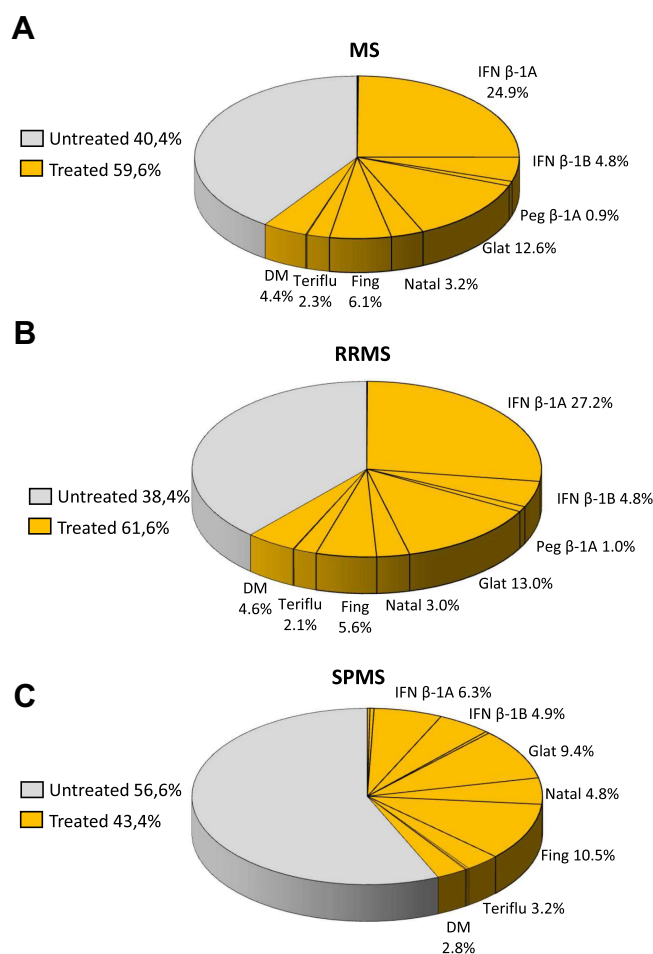 A
MS
IFN β-1A
24.9%
Untreated 40,4%
Treated 59,6%
IFN β-1B 4.8%
Peg β-1A 0.9%
Glat 12.6%
Natal 3.2%
Fing
6.1%
Teriflu
2.3%
DM
4.4%
B
RRMS
IFN β-1A 27.2%
Untreated 38,4%
Treated 61,6%
IFN β-1B 4.8%
Peg β-1A 1.0%
Glat 13.0%
Natal 3.0%
Fing
5.6%
Teriflu
2.1%
DM
4.6%
C
SPMS
IFN β-1A 6.3%
IFN β-1B 4.9%
Glat 9.4%
Untreated 56,6%
Treated 43,4%
Natal 4.8%
Fing 10.5%
Teriflu 3.2%
DM
2.8%